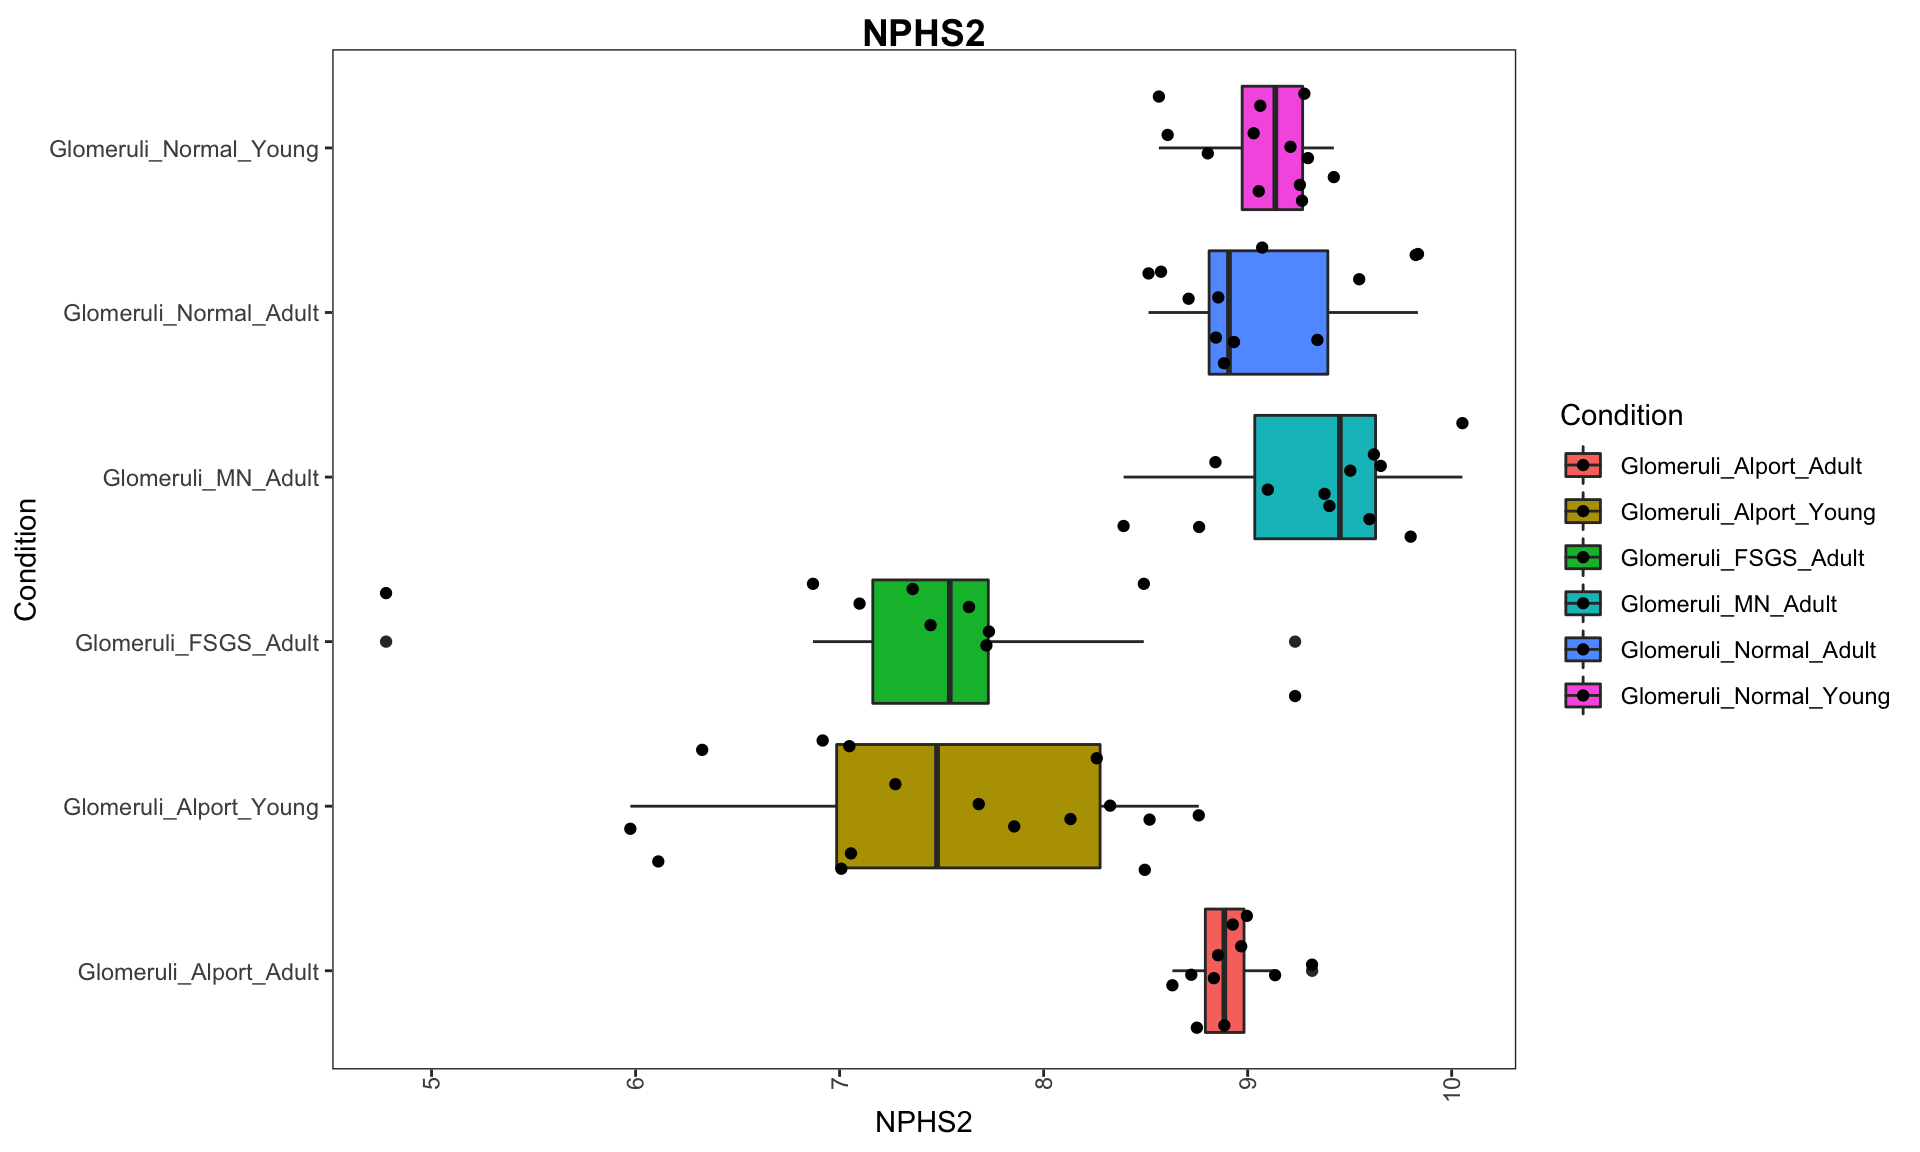 NPHS2
Glomeruli_Normal_Young
Glomeruli_Normal_Adult
Glomeruli_MN_Adult
Glomeruli_FSGS_Adult
Glomeruli_Alport_Young
Glomeruli_Alport_Adult
Condition
5
6
7
8
9
10
NPHS2
Condition
Glomeruli_Alport_Adult
Glomeruli_Alport_Young
Glomeruli_FSGS_Adult
Glomeruli_MN_Adult
Glomeruli_Normal_Adult
Glomeruli_Normal_Young